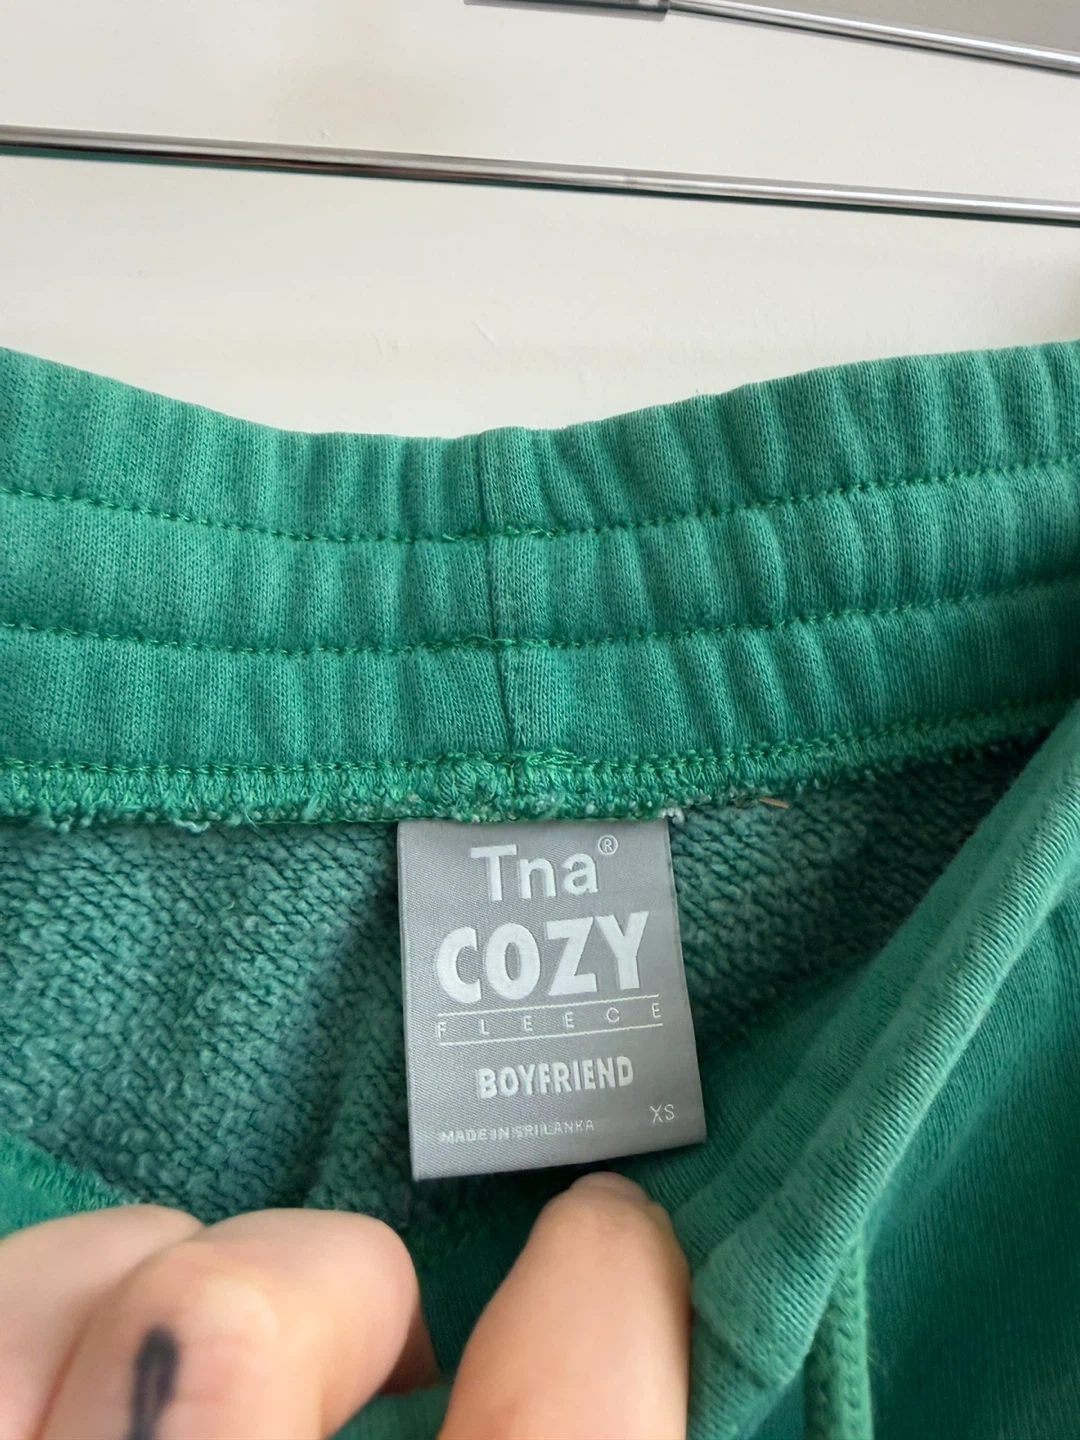 Tna®
COZY
FLEECE
BOYFRIEND
XS
MADE IN SRI LANKA